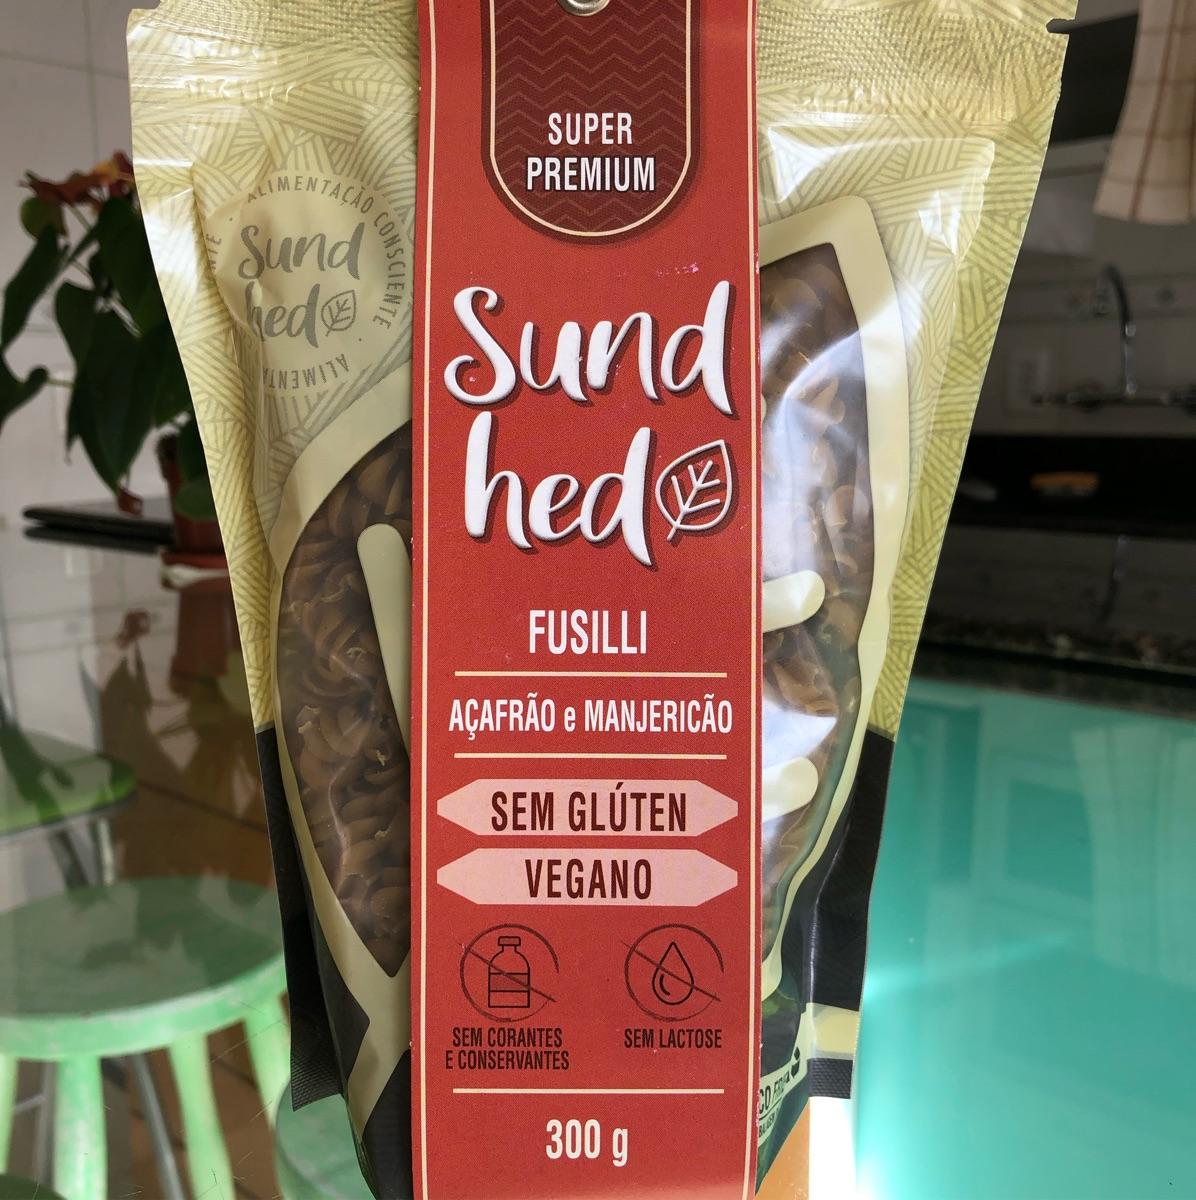 SUPER
PREMIUM
ALIMENTAÇÃO CONSCIENTE
Sund
hed
Sund
hed
FUSILLI
AÇAFRÃO e MANJERICÃO
SEM GLÚTEN
VEGANO
SEM CORANTES
E CONSERVANTES
SEM LACTOSE
300 g